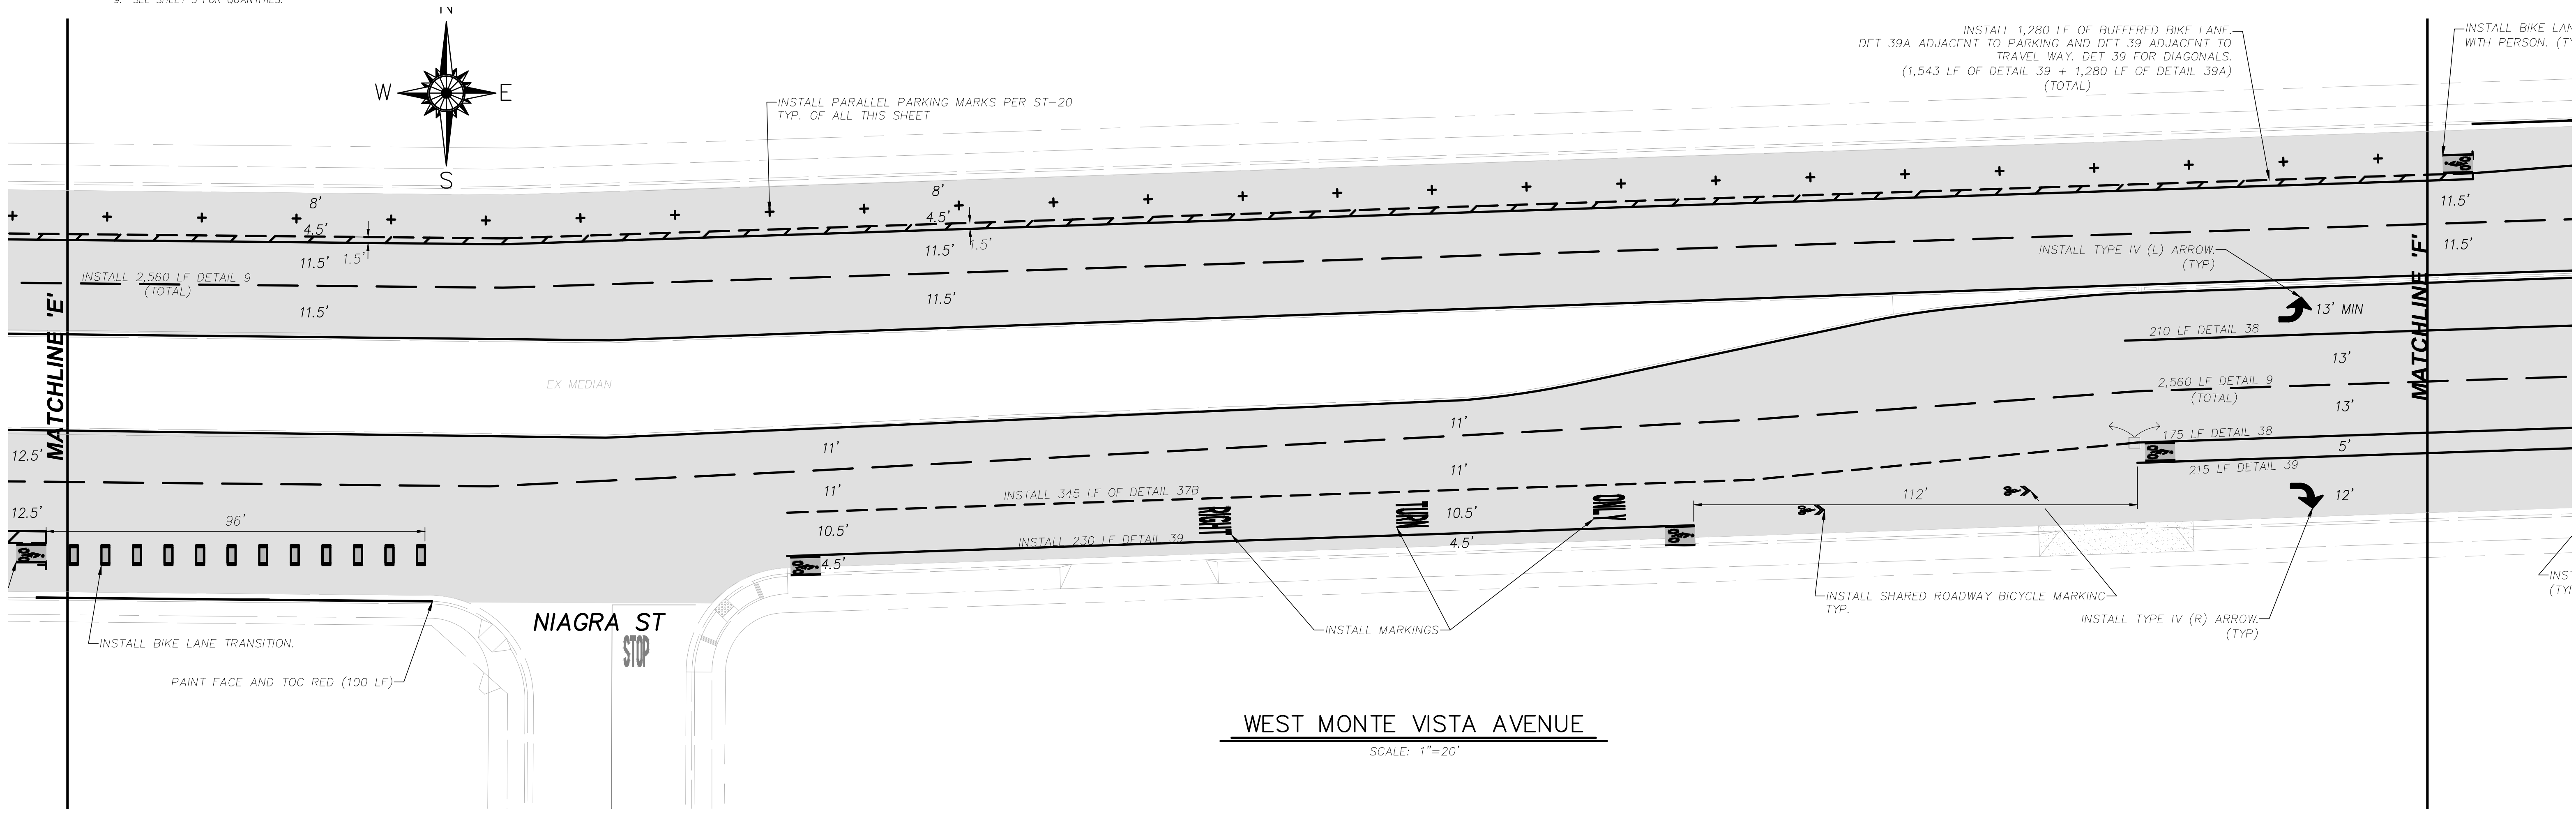 9. SEE SHEET 3 FOR QUANTITIES.
N
W
E
S
INSTALL PARALLEL PARKING MARKS PER ST-20
TYP. OF ALL THIS SHEET
INSTALL 1,280 LF OF BUFFERED BIKE LANE.
DET 39A ADJACENT TO PARKING AND DET 39 ADJACENT TO
TRAVEL WAY. DET 39 FOR DIAGONALS.
(1,543 LF OF DETAIL 39 + 1,280 LF OF DETAIL 39A)
(TOTAL)
INSTALL BIKE LAN
WITH PERSON. (TY
8'
4.5'
11.5'
1.5'
11.5'
8'
4.5'
11.5'
1.5'
11.5'
11.5'
11.5'
INSTALL 2,560 LF DETAIL 9
(TOTAL)
MATCHLINE 'E'
MATCHLINE 'F'
INSTALL TYPE IV (L) ARROW.
(TYP)
13' MIN
210 LF DETAIL 38
13'
2,560 LF DETAIL 9
(TOTAL)
13'
175 LF DETAIL 38
5'
215 LF DETAIL 39
12'
EX MEDIAN
12.5'
12.5'
96'
11'
11'
10.5'
4.5'
11'
11'
10.5'
4.5'
INSTALL 345 LF OF DETAIL 37B
INSTALL 230 LF DETAIL 39
RIGHT
TURN
ONLY
112'
INSTALL BIKE LANE TRANSITION.
PAINT FACE AND TOC RED (100 LF)
NIAGRA ST
STOP
INSTALL MARKINGS
INSTALL SHARED ROADWAY BICYCLE MARKING
TYP.
INSTALL TYPE IV (R) ARROW.
(TYP)
INS
(TY
WEST MONTE VISTA AVENUE
SCALE: 1"=20'